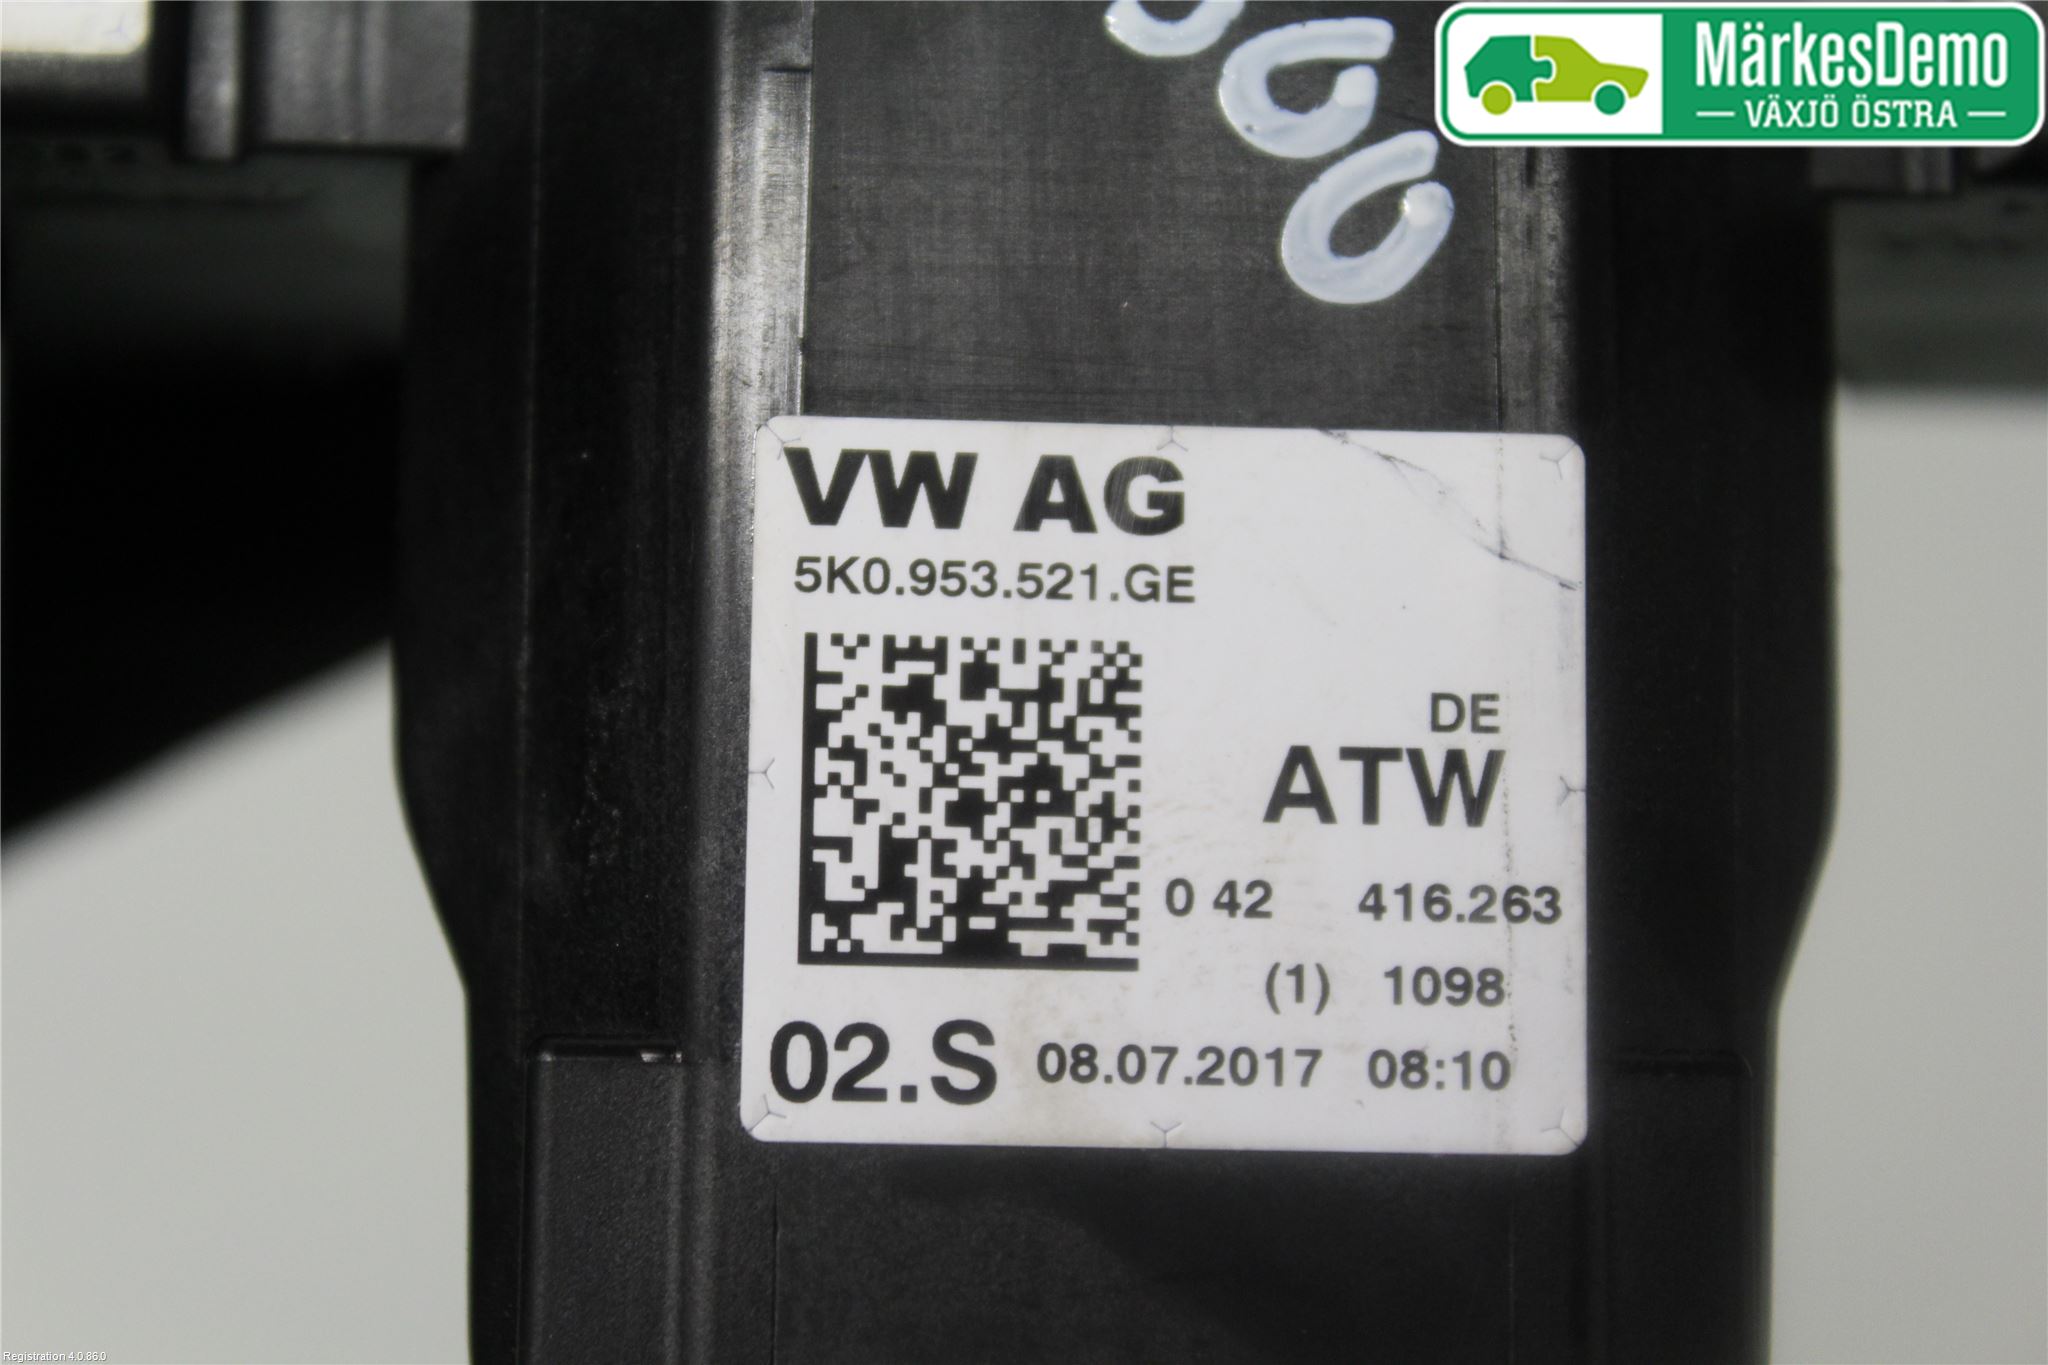 MärkesDemo
VÄXJÖ ÖSTRA
VW AG
5K0.953.521.GE
DE
ATW
0 42 416.263
(1) 1098
02.S 08.07.2017 08:10
Registration 4.0.86.0